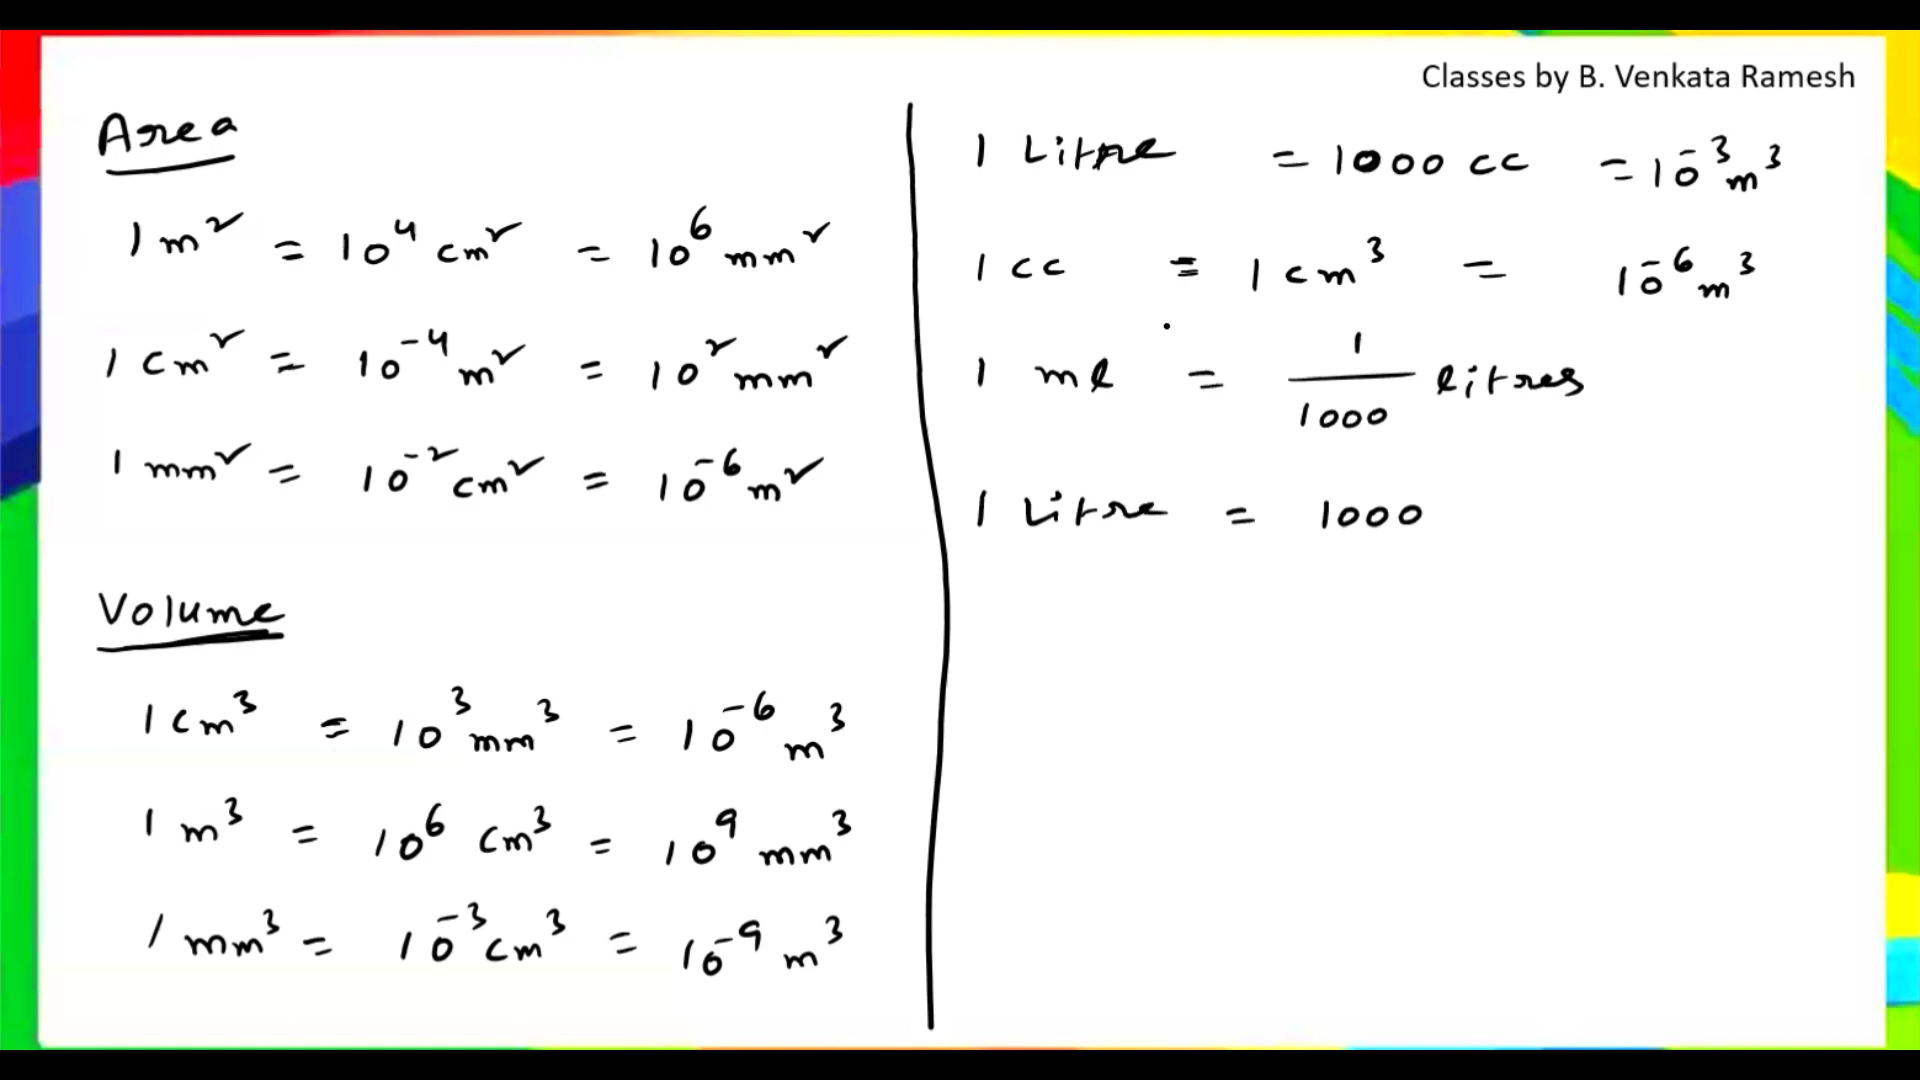 Classes by B. Venkata Ramesh
Area
1 m² = 10⁴ cm² = 10⁶ mm²
1 cm² = 10⁻⁴ m² = 10² mm²
1 mm² = 10⁻² cm² = 10⁻⁶ m²
Volume
1 cm³ = 10³ mm³ = 10⁻⁶ m³
1 m³ = 10⁶ cm³ = 10⁹ mm³
1 mm³ = 10⁻³ cm³ = 10⁻⁹ m³
1 Litre = 1000 cc = 10⁻³ m³
1 cc = 1 cm³ = 10⁻⁶ m³
1 ml = 1/1000 litres
1 Litre = 1000